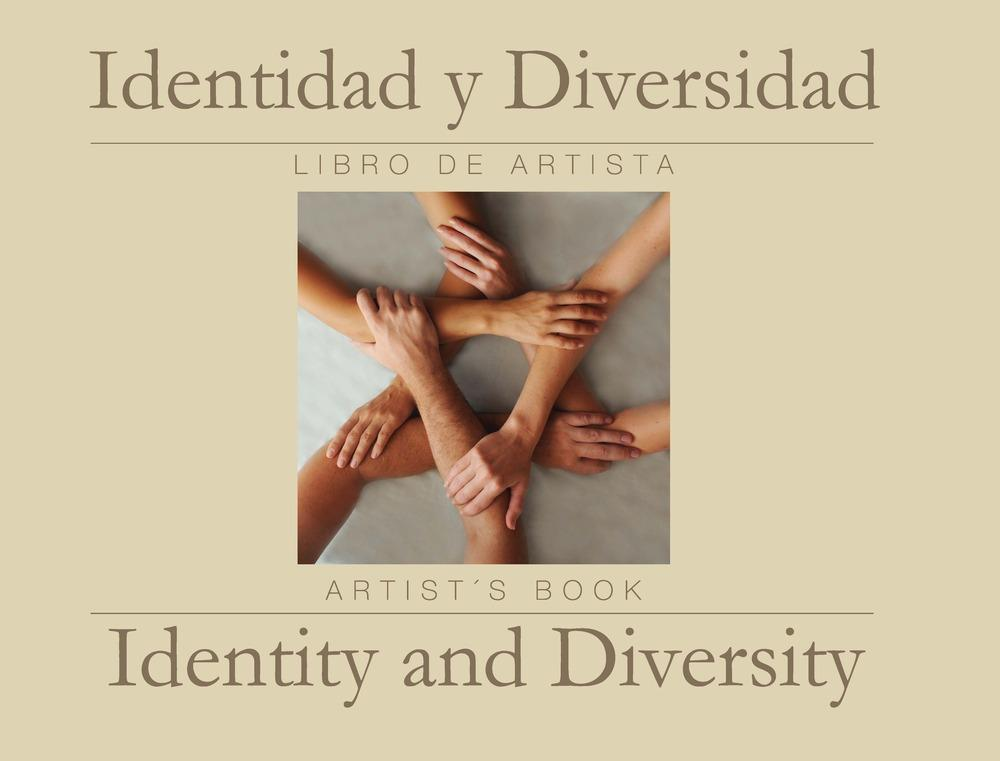 Identidad y Diversidad
LIBRO DE ARTISTA
ARTIST´S BOOK
Identity and Diversity